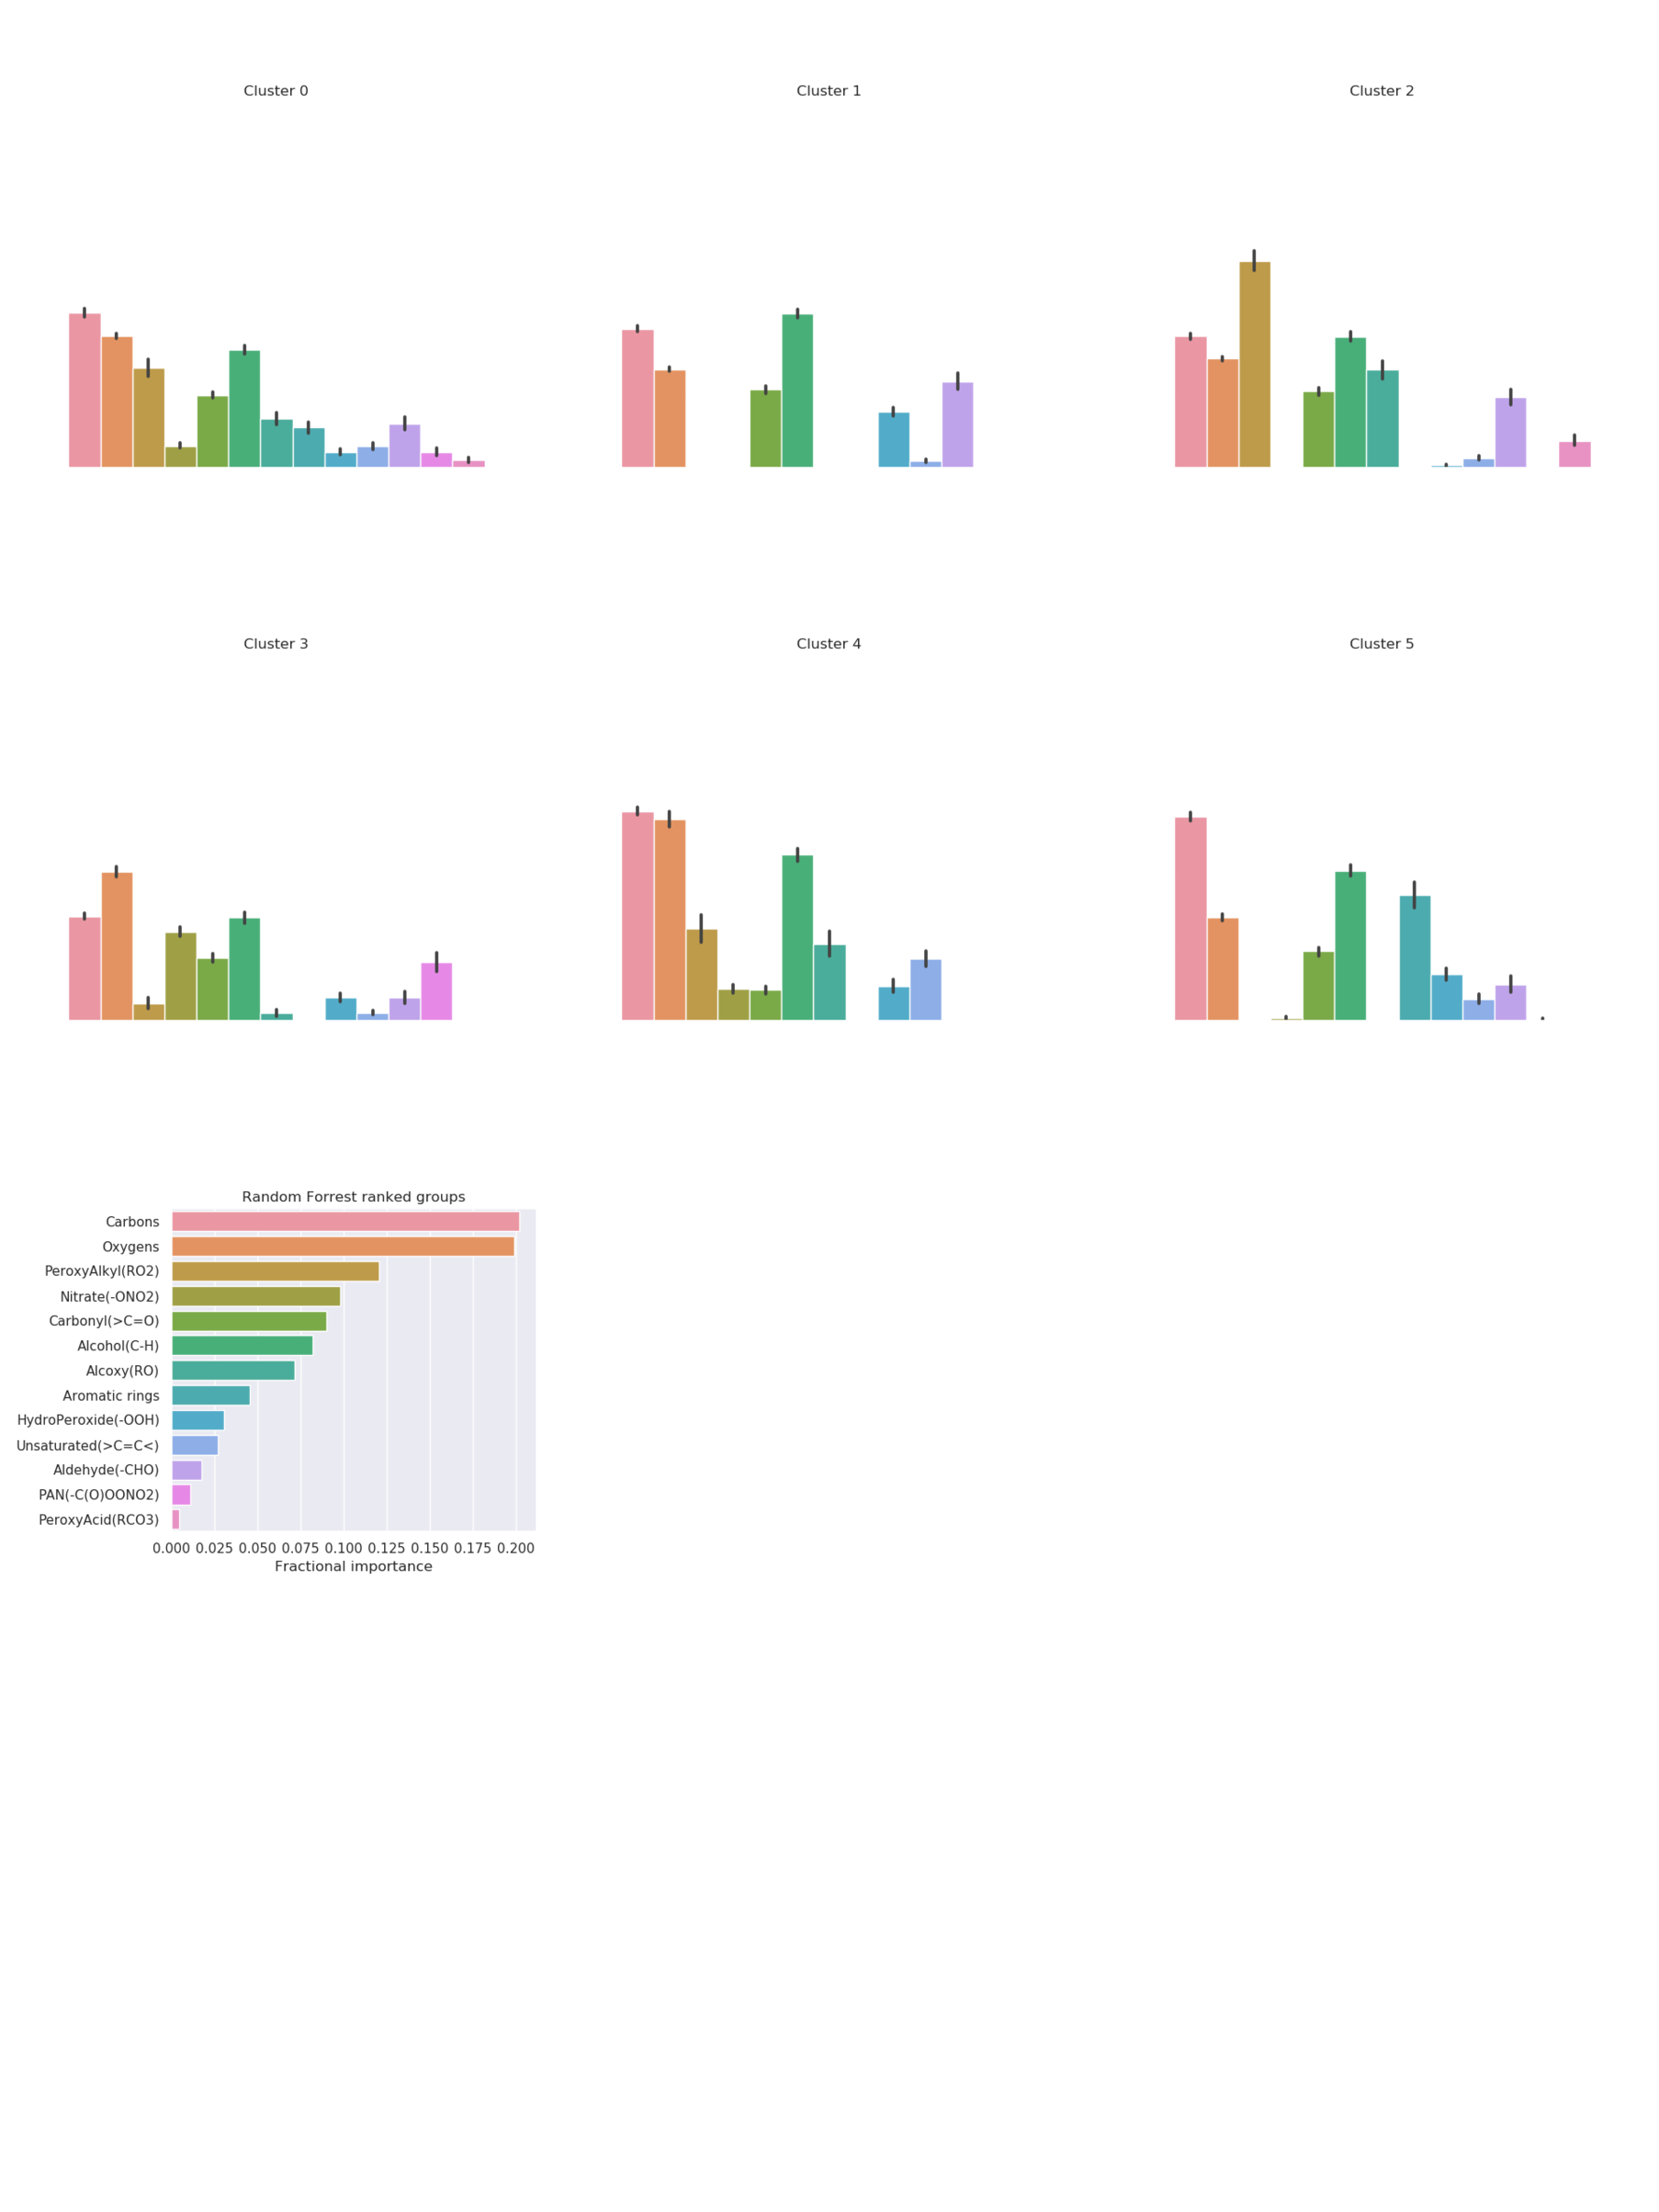 Cluster 0
Cluster 1
Cluster 2
Cluster 3
Cluster 4
Cluster 5
Random Forrest ranked groups
Carbons
Oxygens
PeroxyAlkyl(RO2)
Nitrate(-ONO2)
Carbonyl(>C=O)
Alcohol(C-H)
Alcoxy(RO)
Aromatic rings
HydroPeroxide(-OOH)
Unsaturated(>C=C<)
Aldehyde(-CHO)
PAN(-C(O)OONO2)
PeroxyAcid(RCO3)
0.000 0.025 0.050 0.075 0.100 0.125 0.150 0.175 0.200
Fractional importance